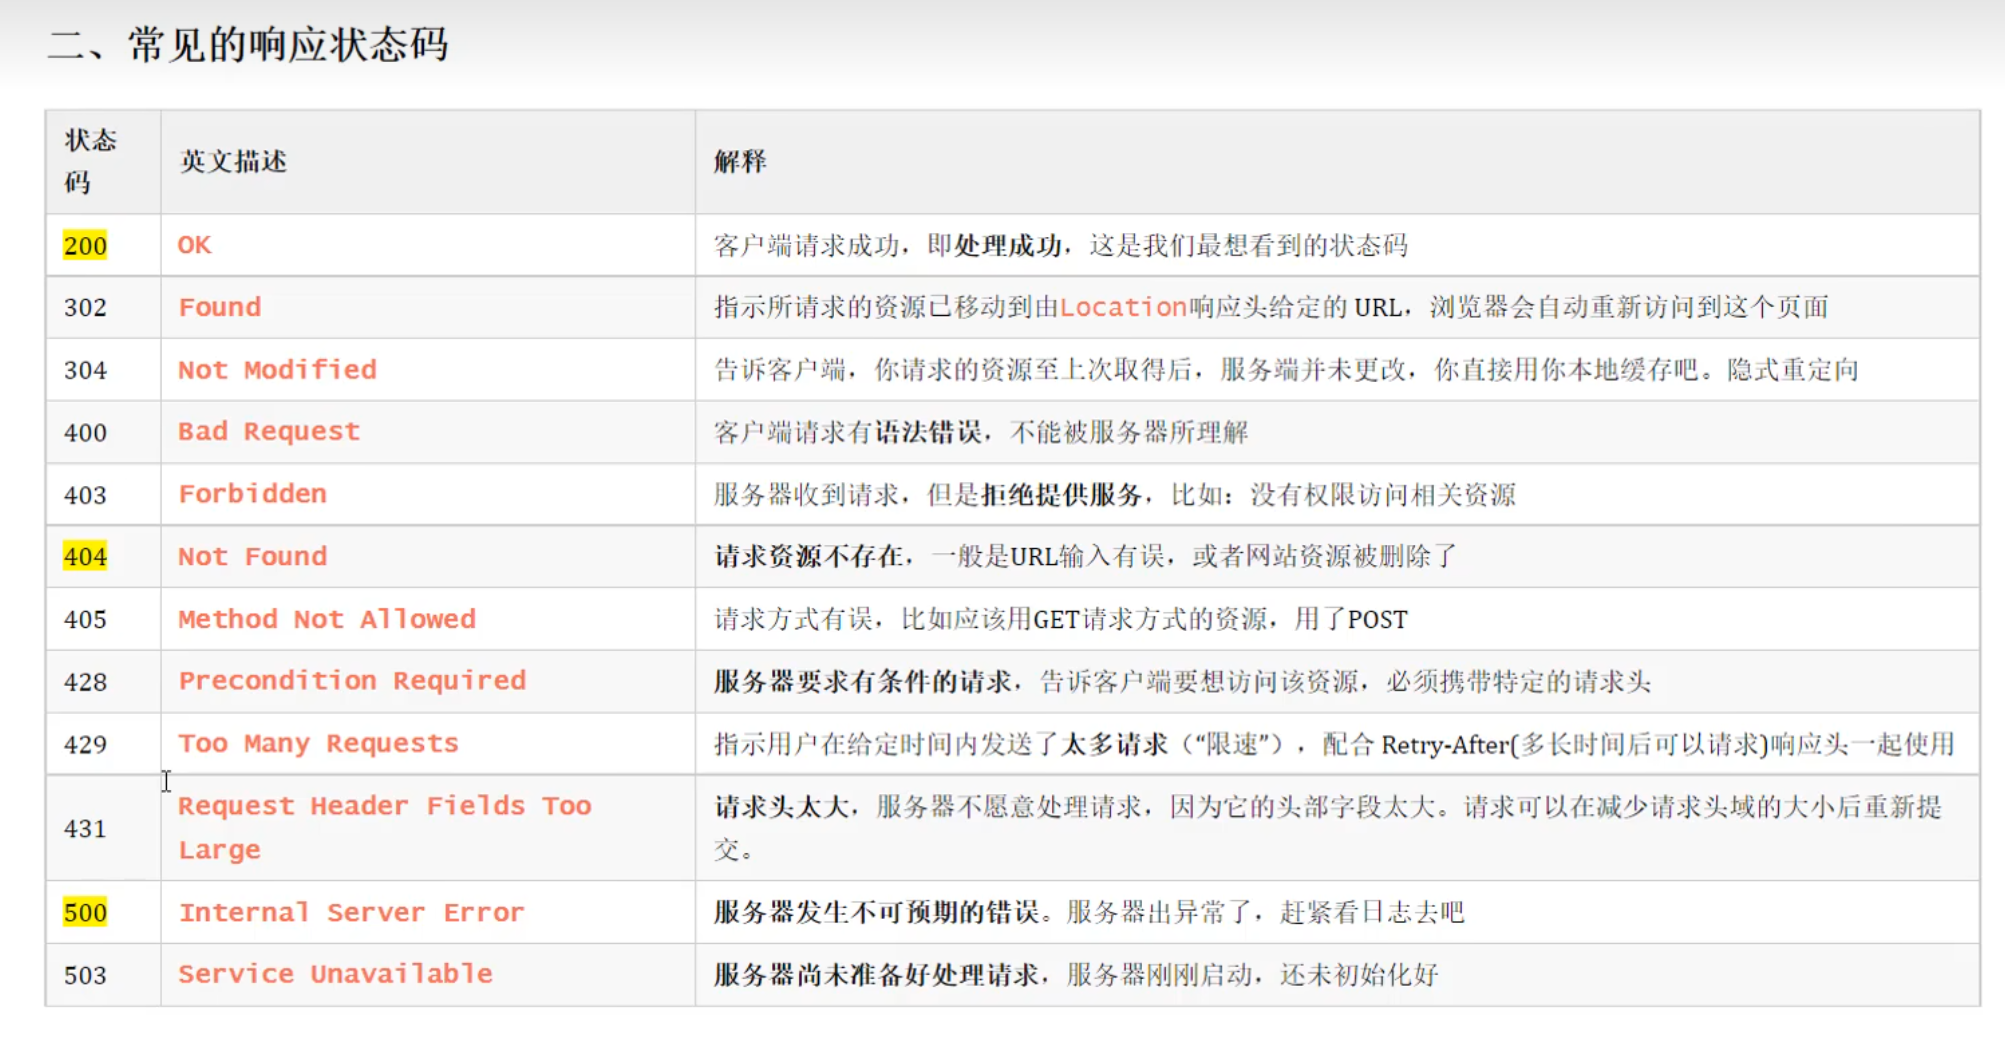 二、常见的响应状态码
状态
码
英文描述
解释
200 OK 客户端请求成功，即处理成功，这是我们最想看到的状态码
302 Found 指示所请求的资源已移动到由Location响应头给定的 URL，浏览器会自动重新访问到这个页面
304 Not Modified 告诉客户端，你请求的资源至上次取得后，服务端并未更改，你直接用你本地缓存吧。隐式重定向
400 Bad Request 客户端请求有语法错误，不能被服务器所理解
403 Forbidden 服务器收到请求，但是拒绝提供服务，比如：没有权限访问相关资源
404 Not Found 请求资源不存在，一般是URL输入有误，或者网站资源被删除了
405 Method Not Allowed 请求方式有误，比如应该用GET请求方式的资源，用了POST
428 Precondition Required 服务器要求有条件的请求，告诉客户端要想访问该资源，必须携带特定的请求头
429 Too Many Requests 指示用户在给定时间内发送了太多请求（“限速”），配合 Retry-After(多长时间后可以请求)响应头一起使用
431
Request Header Fields Too
Large
请求头太大，服务器不愿意处理请求，因为它的头部字段太大。请求可以在减少请求头域的大小后重新提
交。
500 Internal Server Error 服务器发生不可预期的错误。服务器出异常了，赶紧看日志去吧
503 Service Unavailable 服务器尚未准备好处理请求，服务器刚刚启动，还未初始化好